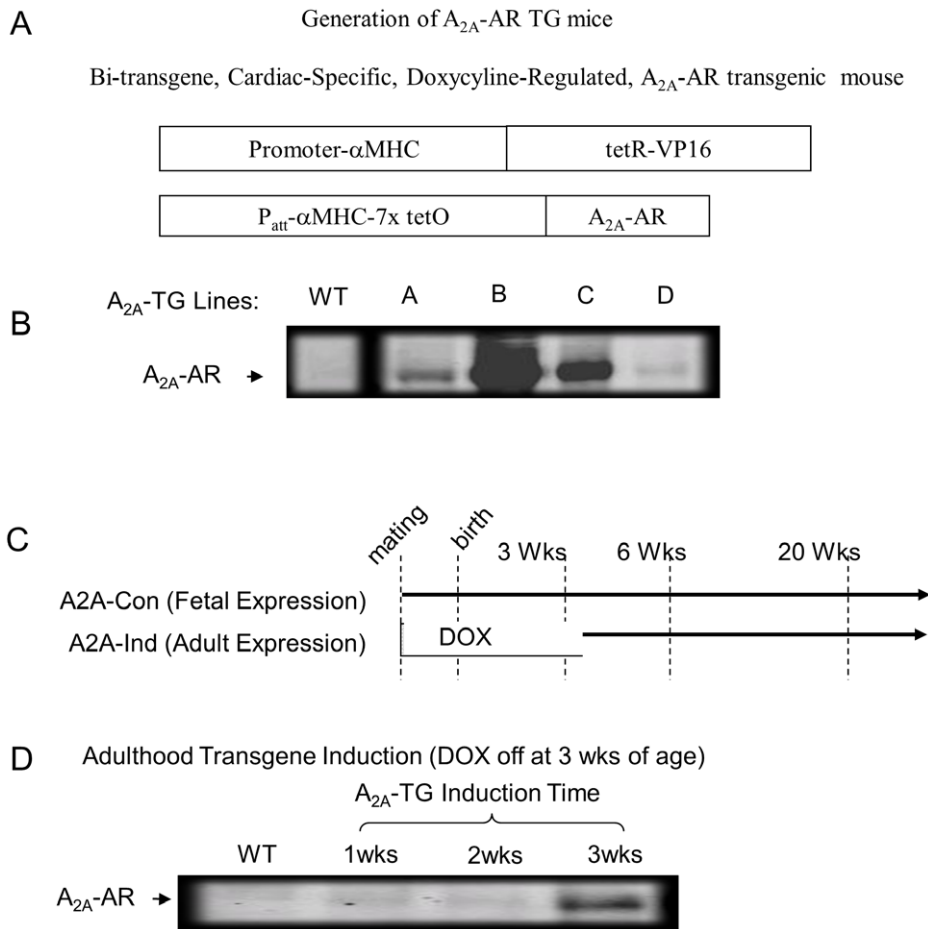 A
Generation of A2A-AR TG mice
Bi-transgene, Cardiac-Specific, Doxycyline-Regulated, A2A-AR transgenic mouse
Promoter-αMHC tetR-VP16
Patt-αMHC-7x tetO A2A-AR
B
A2A-TG Lines: WT A B C D
A2A-AR
C
mating birth 3 Wks 6 Wks 20 Wks
A2A-Con (Fetal Expression)
A2A-Ind (Adult Expression) DOX
D Adulthood Transgene Induction (DOX off at 3 wks of age)
A2A-TG Induction Time
WT 1wks 2wks 3wks
A2A-AR